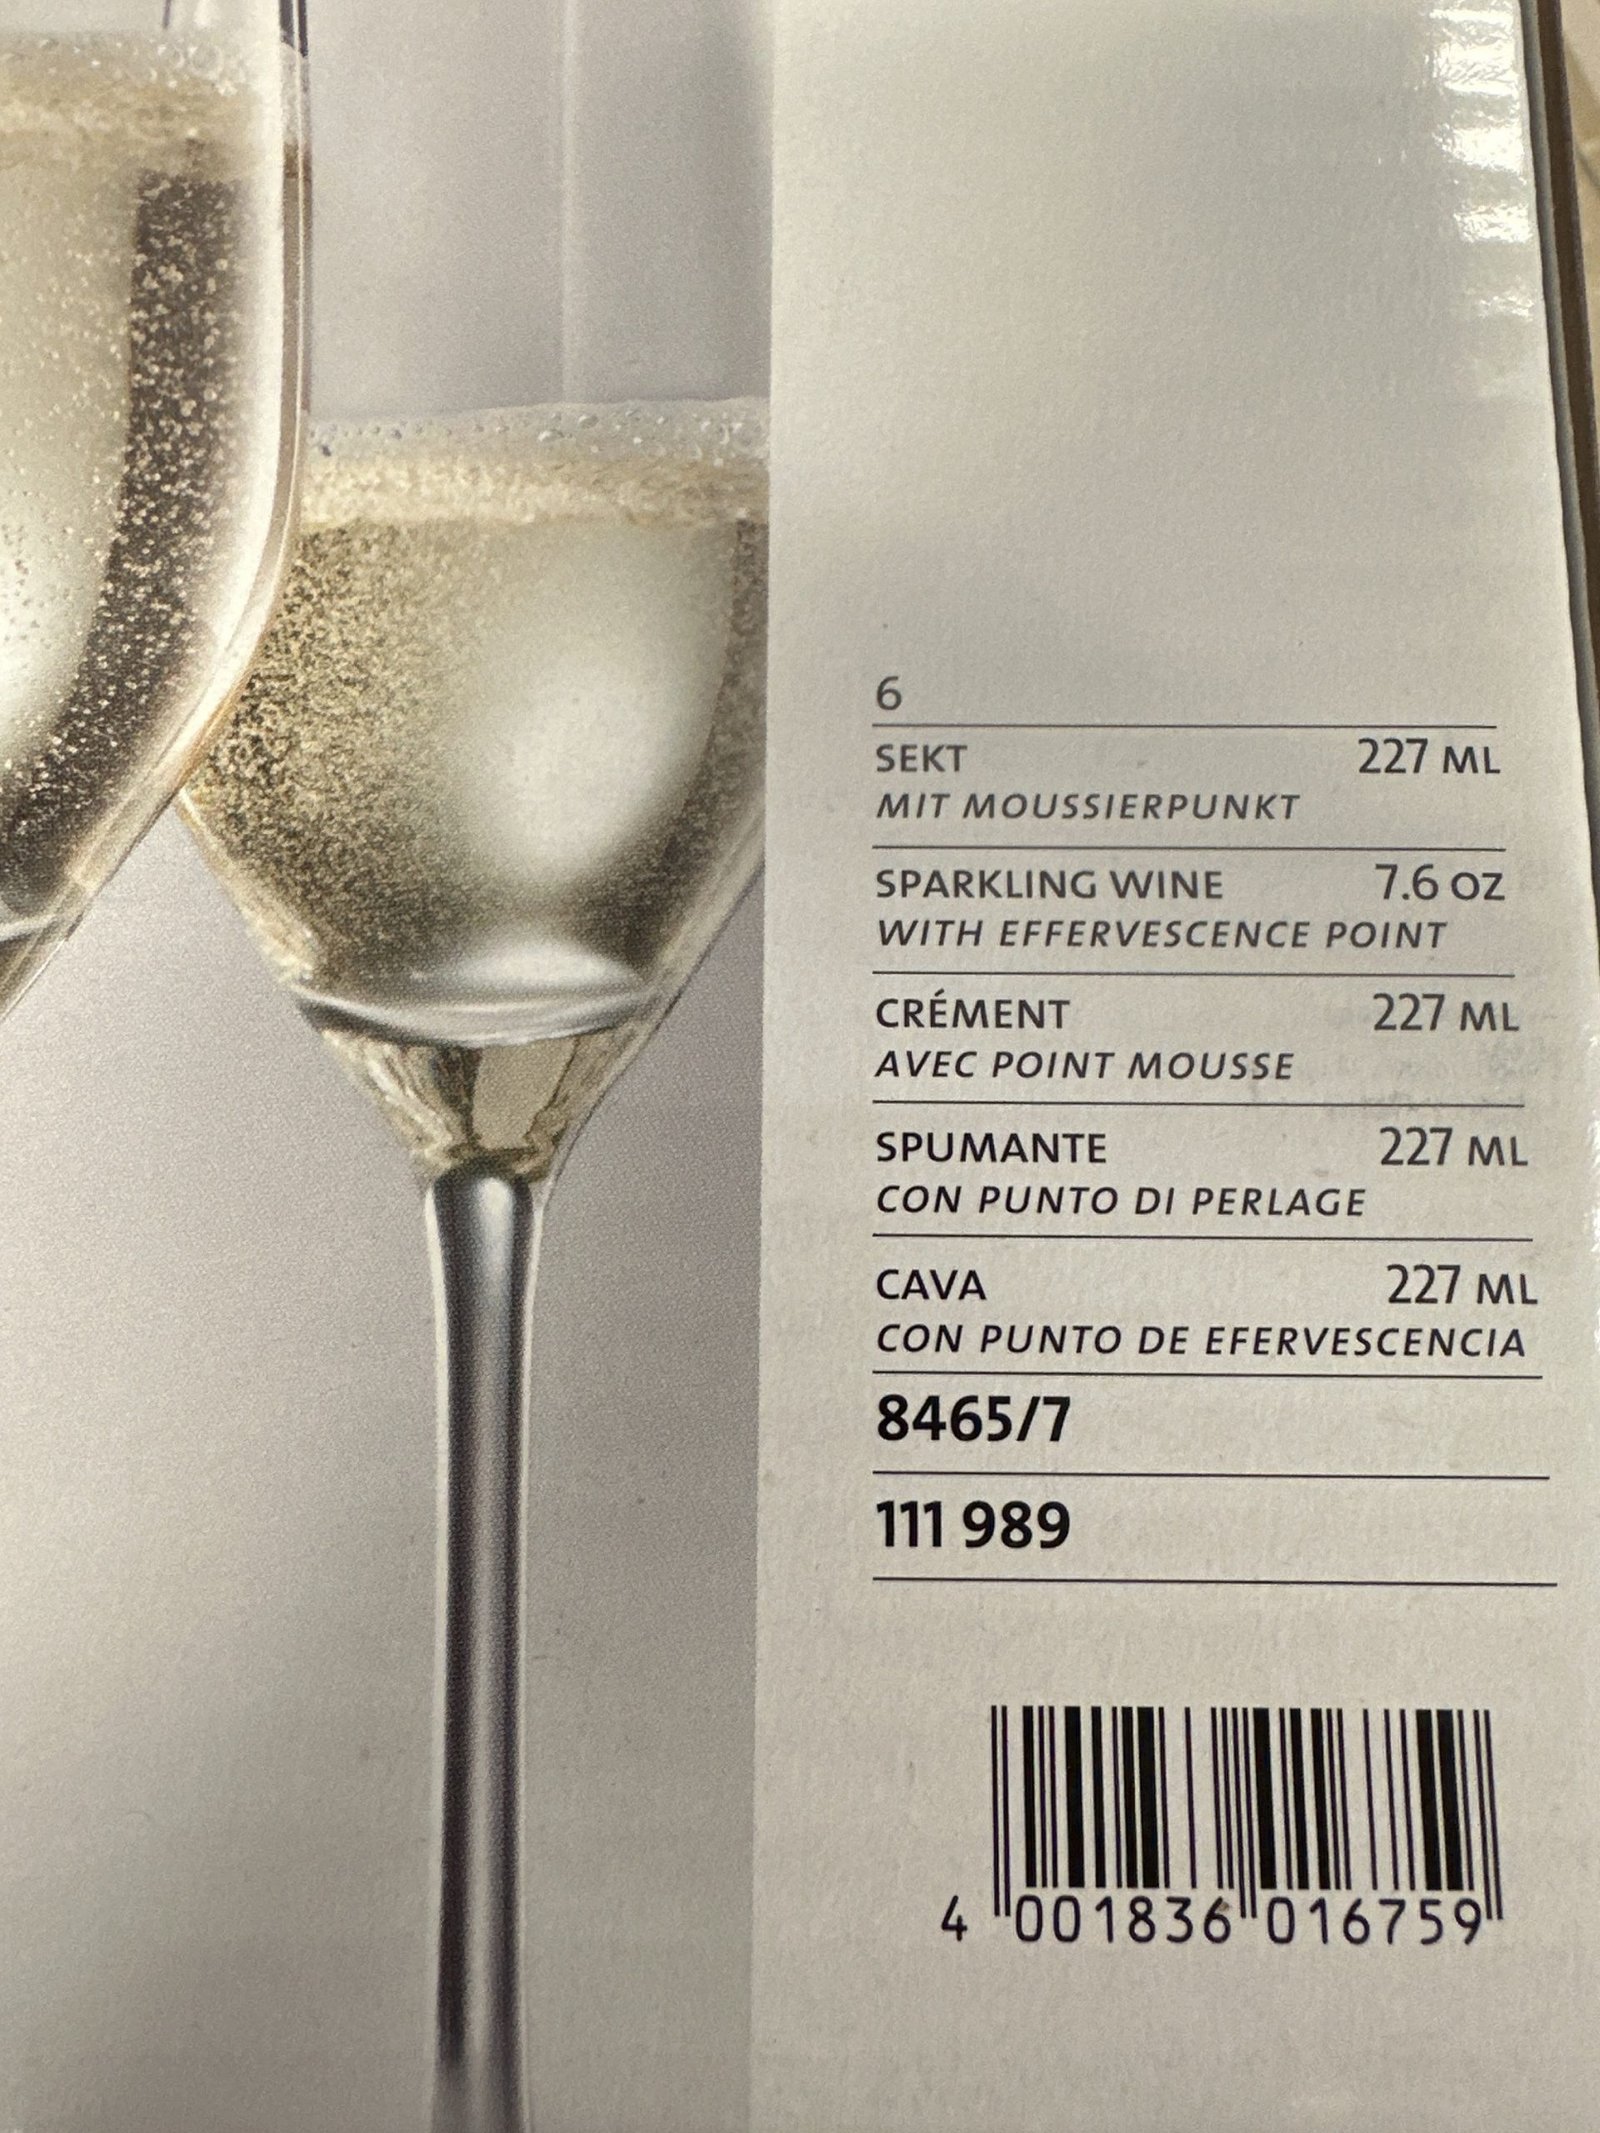 6
SEKT 227 ML
MIT MOUSSIERPUNKT
SPARKLING WINE 7.6 OZ
WITH EFFERVESCENCE POINT
CRÉMENT 227 ML
AVEC POINT MOUSSE
SPUMANTE 227 ML
CON PUNTO DI PERLAGE
CAVA 227 ML
CON PUNTO DE EFERVESCENCIA
8465/7
111 989
4 001836 016759